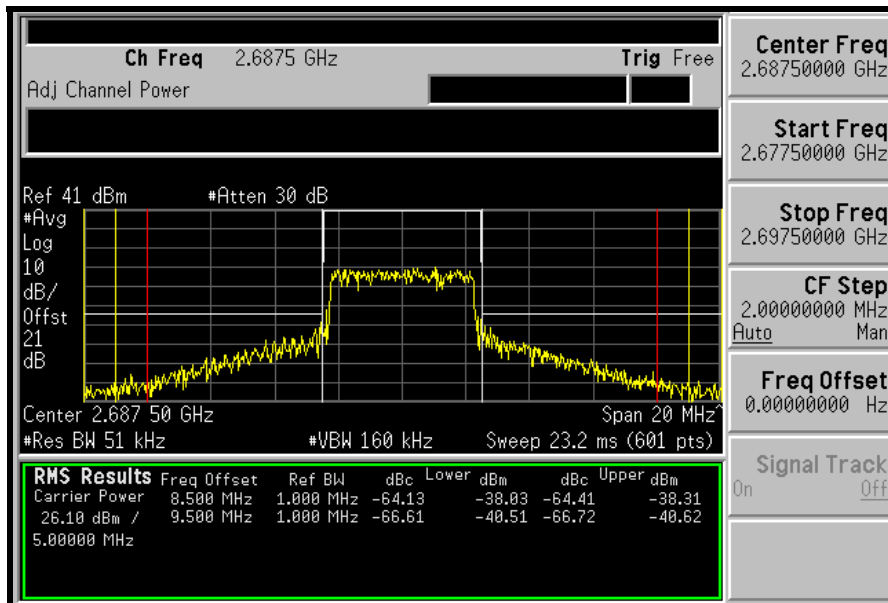 Ch Freq 2.6875 GHz Trig Free
Adj Channel Power
Ref 41 dBm #Atten 30 dB
#Avg
Log
10
dB/
Offst
21
dB
Center 2.687 50 GHz Span 20 MHz^
#Res BW 51 kHz #VBW 160 kHz Sweep 23.2 ms (601 pts)
RMS Results Freq Offset Ref BW dBc Lower dBm dBc Upper dBm
Carrier Power 8.500 MHz 1.000 MHz -64.13 -38.03 -64.41 -38.31
26.10 dBm / 9.500 MHz 1.000 MHz -66.61 -40.51 -66.72 -40.62
5.00000 MHz
Center Freq
2.68750000 GHz
Start Freq
2.67750000 GHz
Stop Freq
2.69750000 GHz
CF Step
2.00000000 MHz
Auto Man
Freq Offset
0.00000000 Hz
Signal Track
On Off